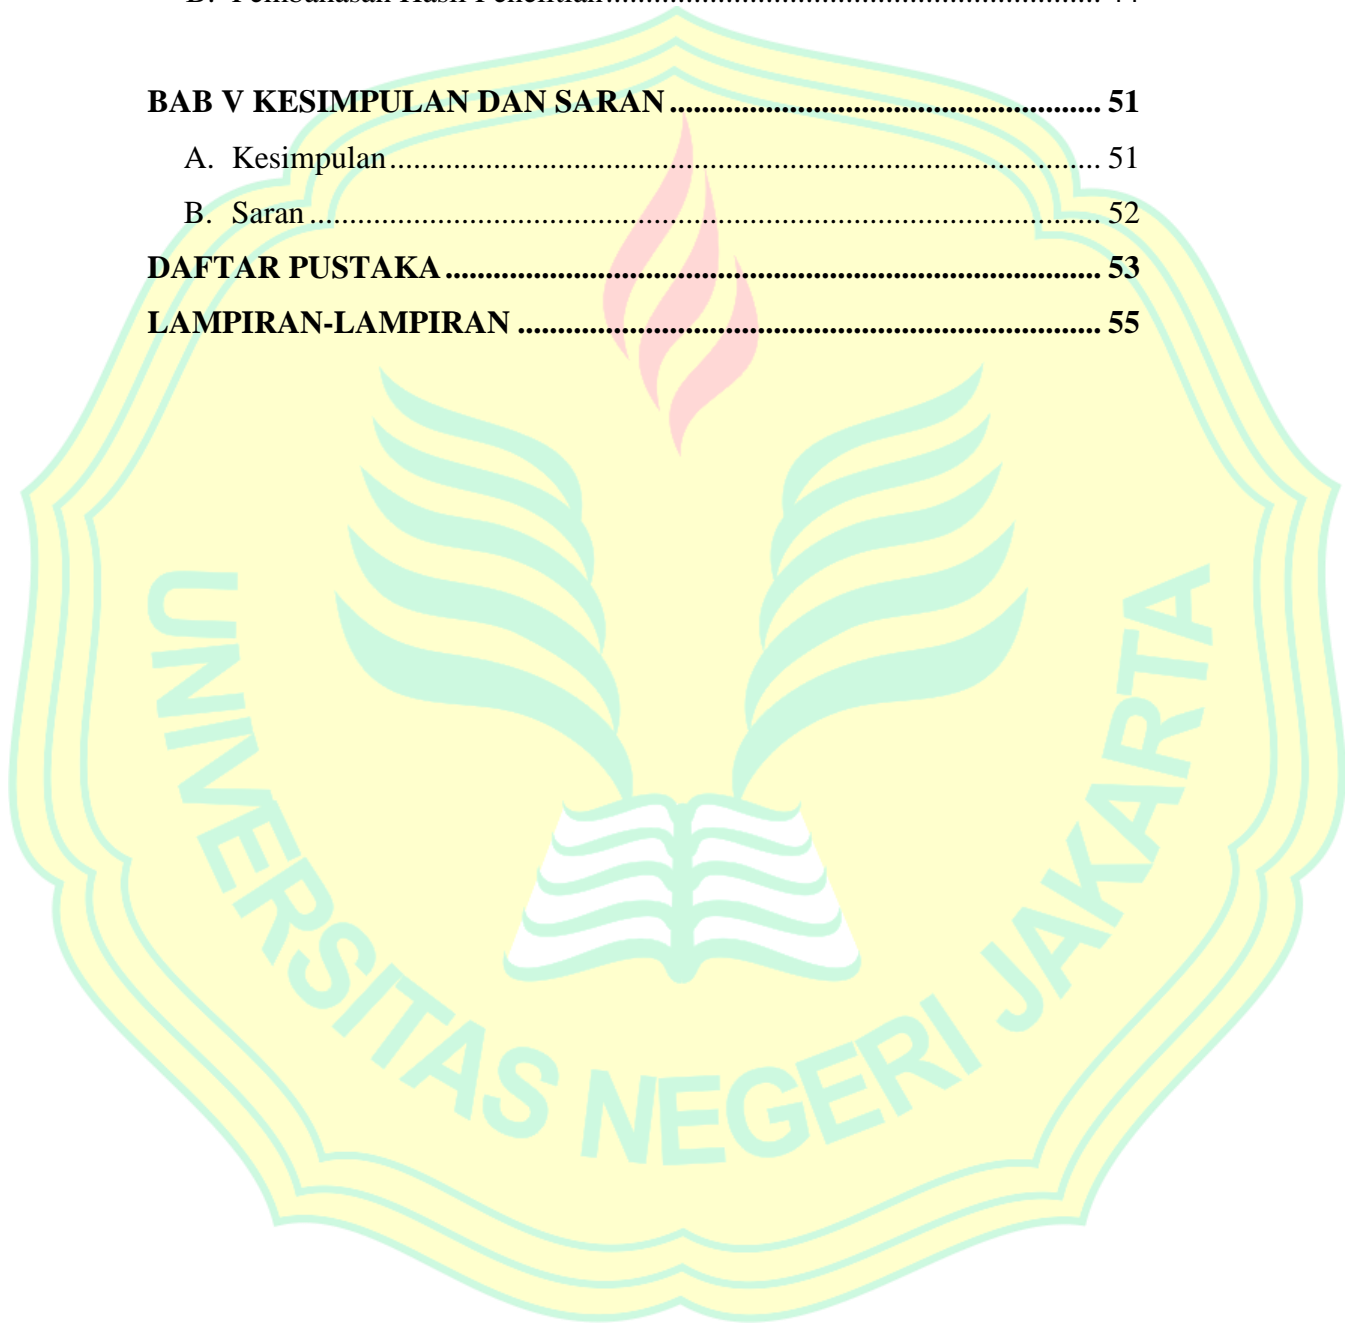 BAB V KESIMPULAN DAN SARAN ........................................................ 51
A. Kesimpulan ........................................................................................ 51
B. Saran ................................................................................................... 52
DAFTAR PUSTAKA ..................................................................................... 53
LAMPIRAN-LAMPIRAN ............................................................................ 55
UNIVERSITAS NEGERI JAKARTA